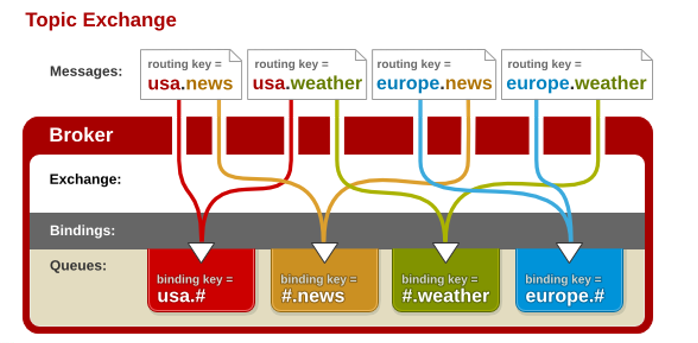 Topic Exchange
Messages:
routing key =
usa.news
routing key =
usa.weather
routing key =
europe.news
routing key =
europe.weather
Broker
Exchange:
Bindings:
Queues:
binding key =
usa.#
binding key =
#.news
binding key =
#.weather
binding key =
europe.#